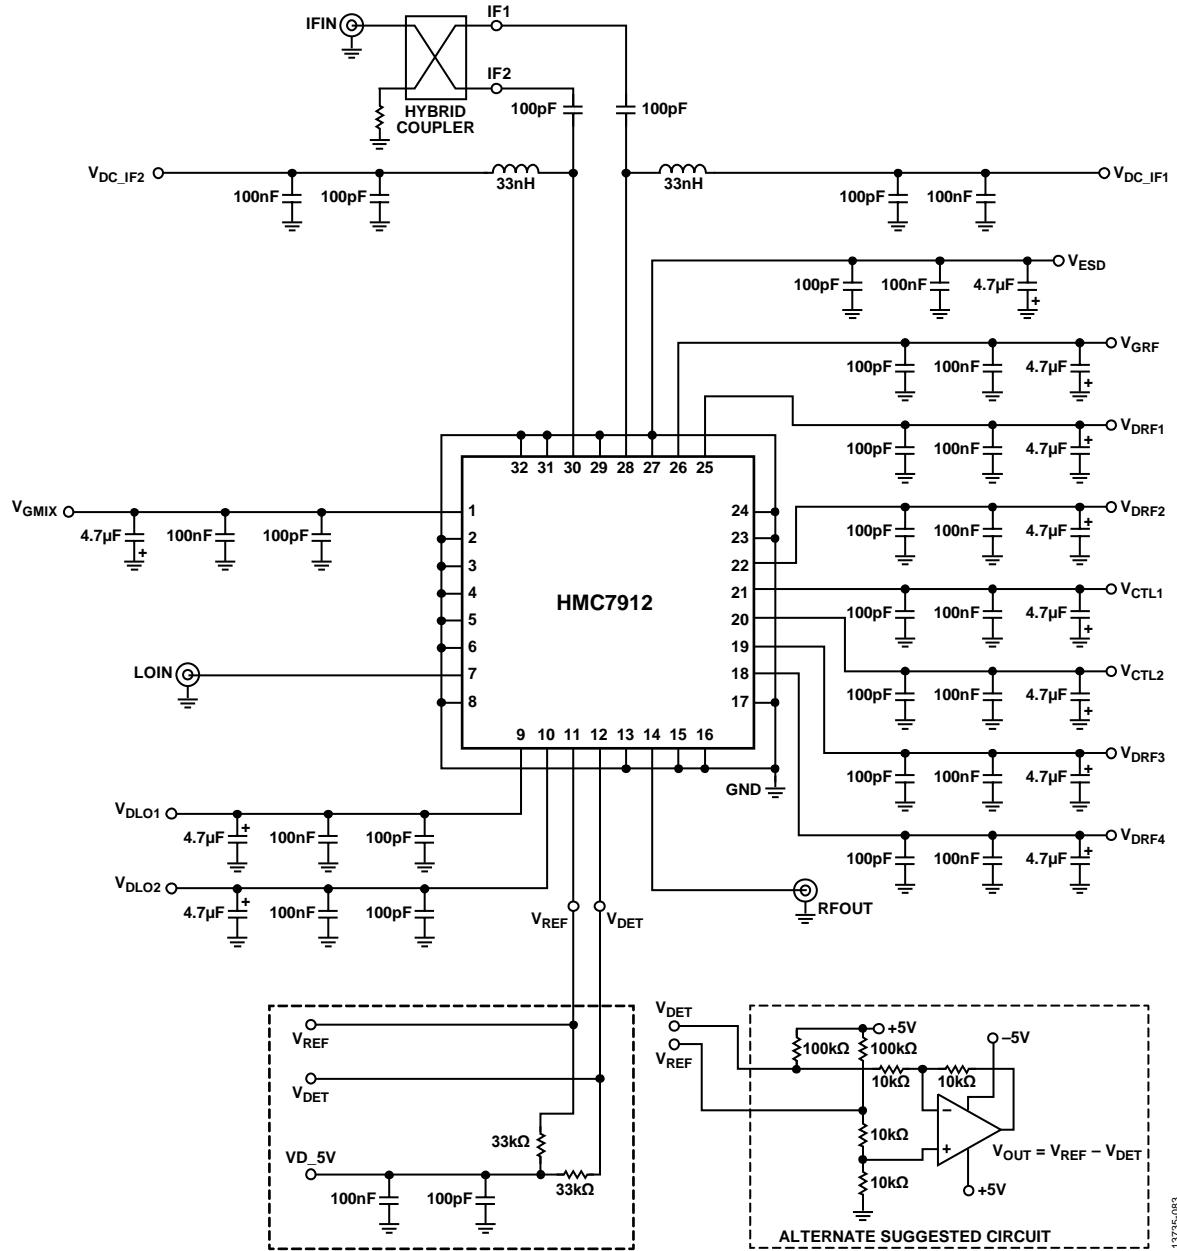 IFIN
IF1
IF2
HYBRID
COUPLER
100pF
100pF
VDC_IF2
33nH
33nH
VDC_IF1
100nF
100pF
100pF
100nF
VESD
100pF
100nF
4.7µF
+
VGRF
100pF
100nF
4.7µF
+
VDRF1
100pF
100nF
4.7µF
+
32 31 30 29 28 27 26 25
VGMIX
4.7µF
+
100nF
100pF
1
2
3
4
5
6
7
8
HMC7912
24
23
22
21
20
19
18
17
VDRF2
100pF
100nF
4.7µF
+
VCTL1
100pF
100nF
4.7µF
+
LOIN
VCTL2
100pF
100nF
4.7µF
+
9 10 11 12 13 14 15 16
VDRF3
100pF
100nF
4.7µF
+
GND
VDLO1
4.7µF
+
100nF
100pF
VDRF4
100pF
100nF
4.7µF
+
VDLO2
4.7µF
+
100nF
100pF
VREF
VDET
RFOUT
VREF
VDET
33kΩ
VD_5V
33kΩ
100nF
100pF
VDET
VREF
+5V
–5V
100kΩ
100kΩ
10kΩ
10kΩ
–
+
10kΩ
10kΩ
VOUT = VREF – VDET
+5V
ALTERNATE SUGGESTED CIRCUIT
13735-083